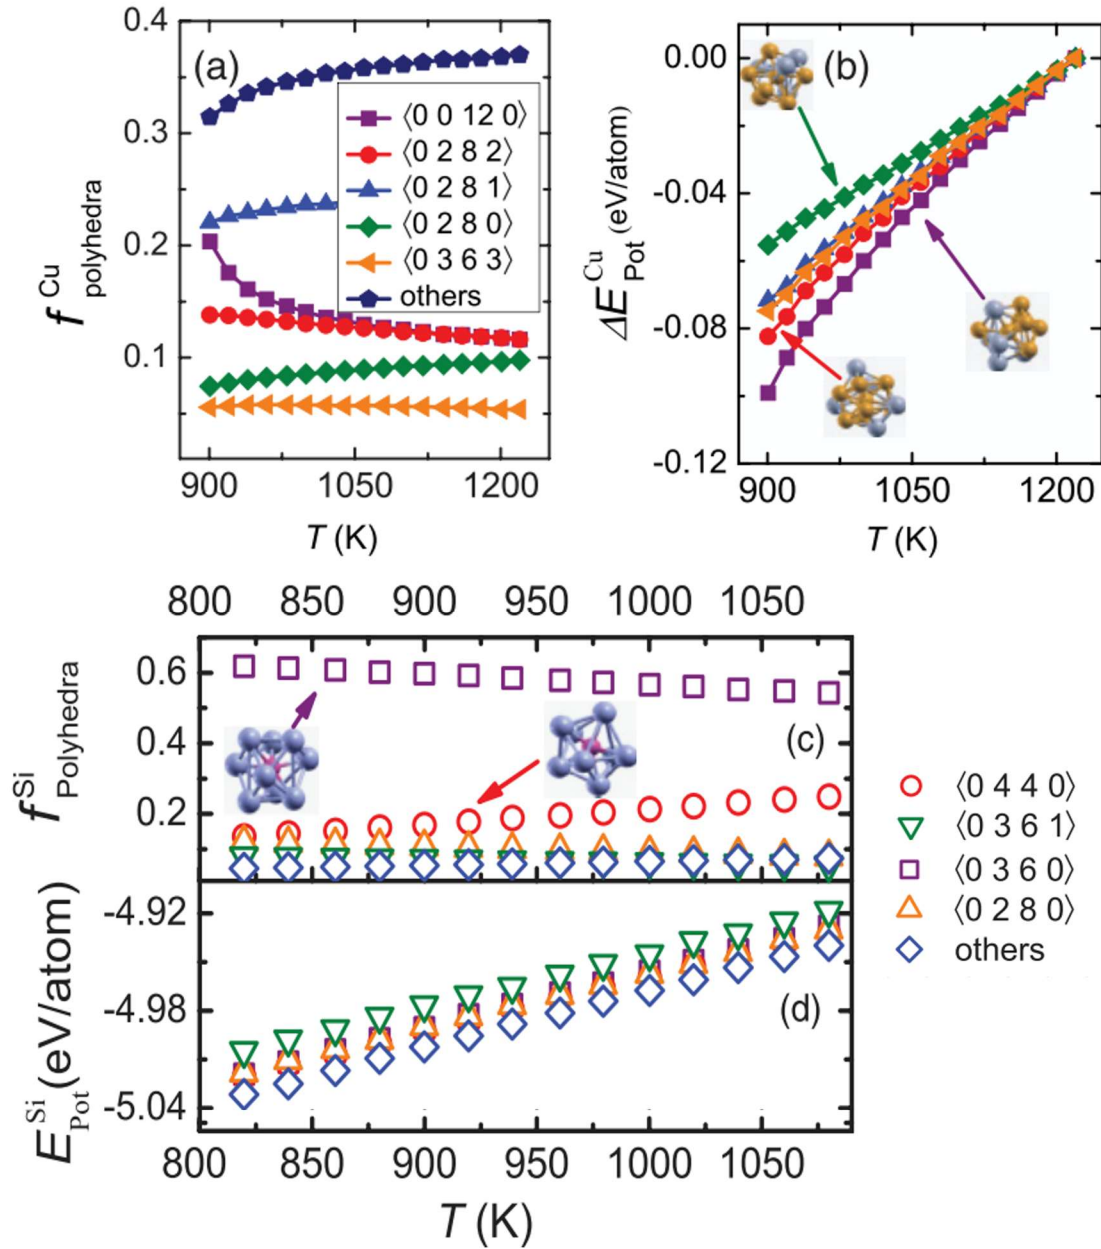 0.4
0.3
0.2
0.1
(a)
⟨0 0 12 0⟩
⟨0 2 8 2⟩
⟨0 2 8 1⟩
⟨0 2 8 0⟩
⟨0 3 6 3⟩
others
f Cu polyhedra
900 1050 1200
T (K)
0.00
-0.04
-0.08
-0.12
(b)
ΔE Cu Pot (eV/atom)
900 1050 1200
T (K)
800 850 900 950 1000 1050
0.6
0.4
0.2
(c)
f Si Polyhedra
-4.92
-4.98
-5.04
(d)
E Si Pot (eV/atom)
800 850 900 950 1000 1050
T (K)
⟨0 4 4 0⟩
⟨0 3 6 1⟩
⟨0 3 6 0⟩
⟨0 2 8 0⟩
others